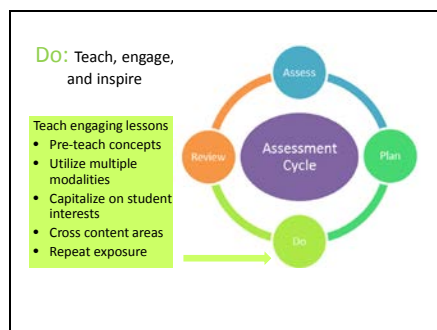 Do: Teach, engage,
and inspire
Teach engaging lessons
• Pre-teach concepts
• Utilize multiple
modalities
• Capitalize on student
interests
• Cross content areas
• Repeat exposure
Assess
Review
Assessment
Cycle
Plan
Do